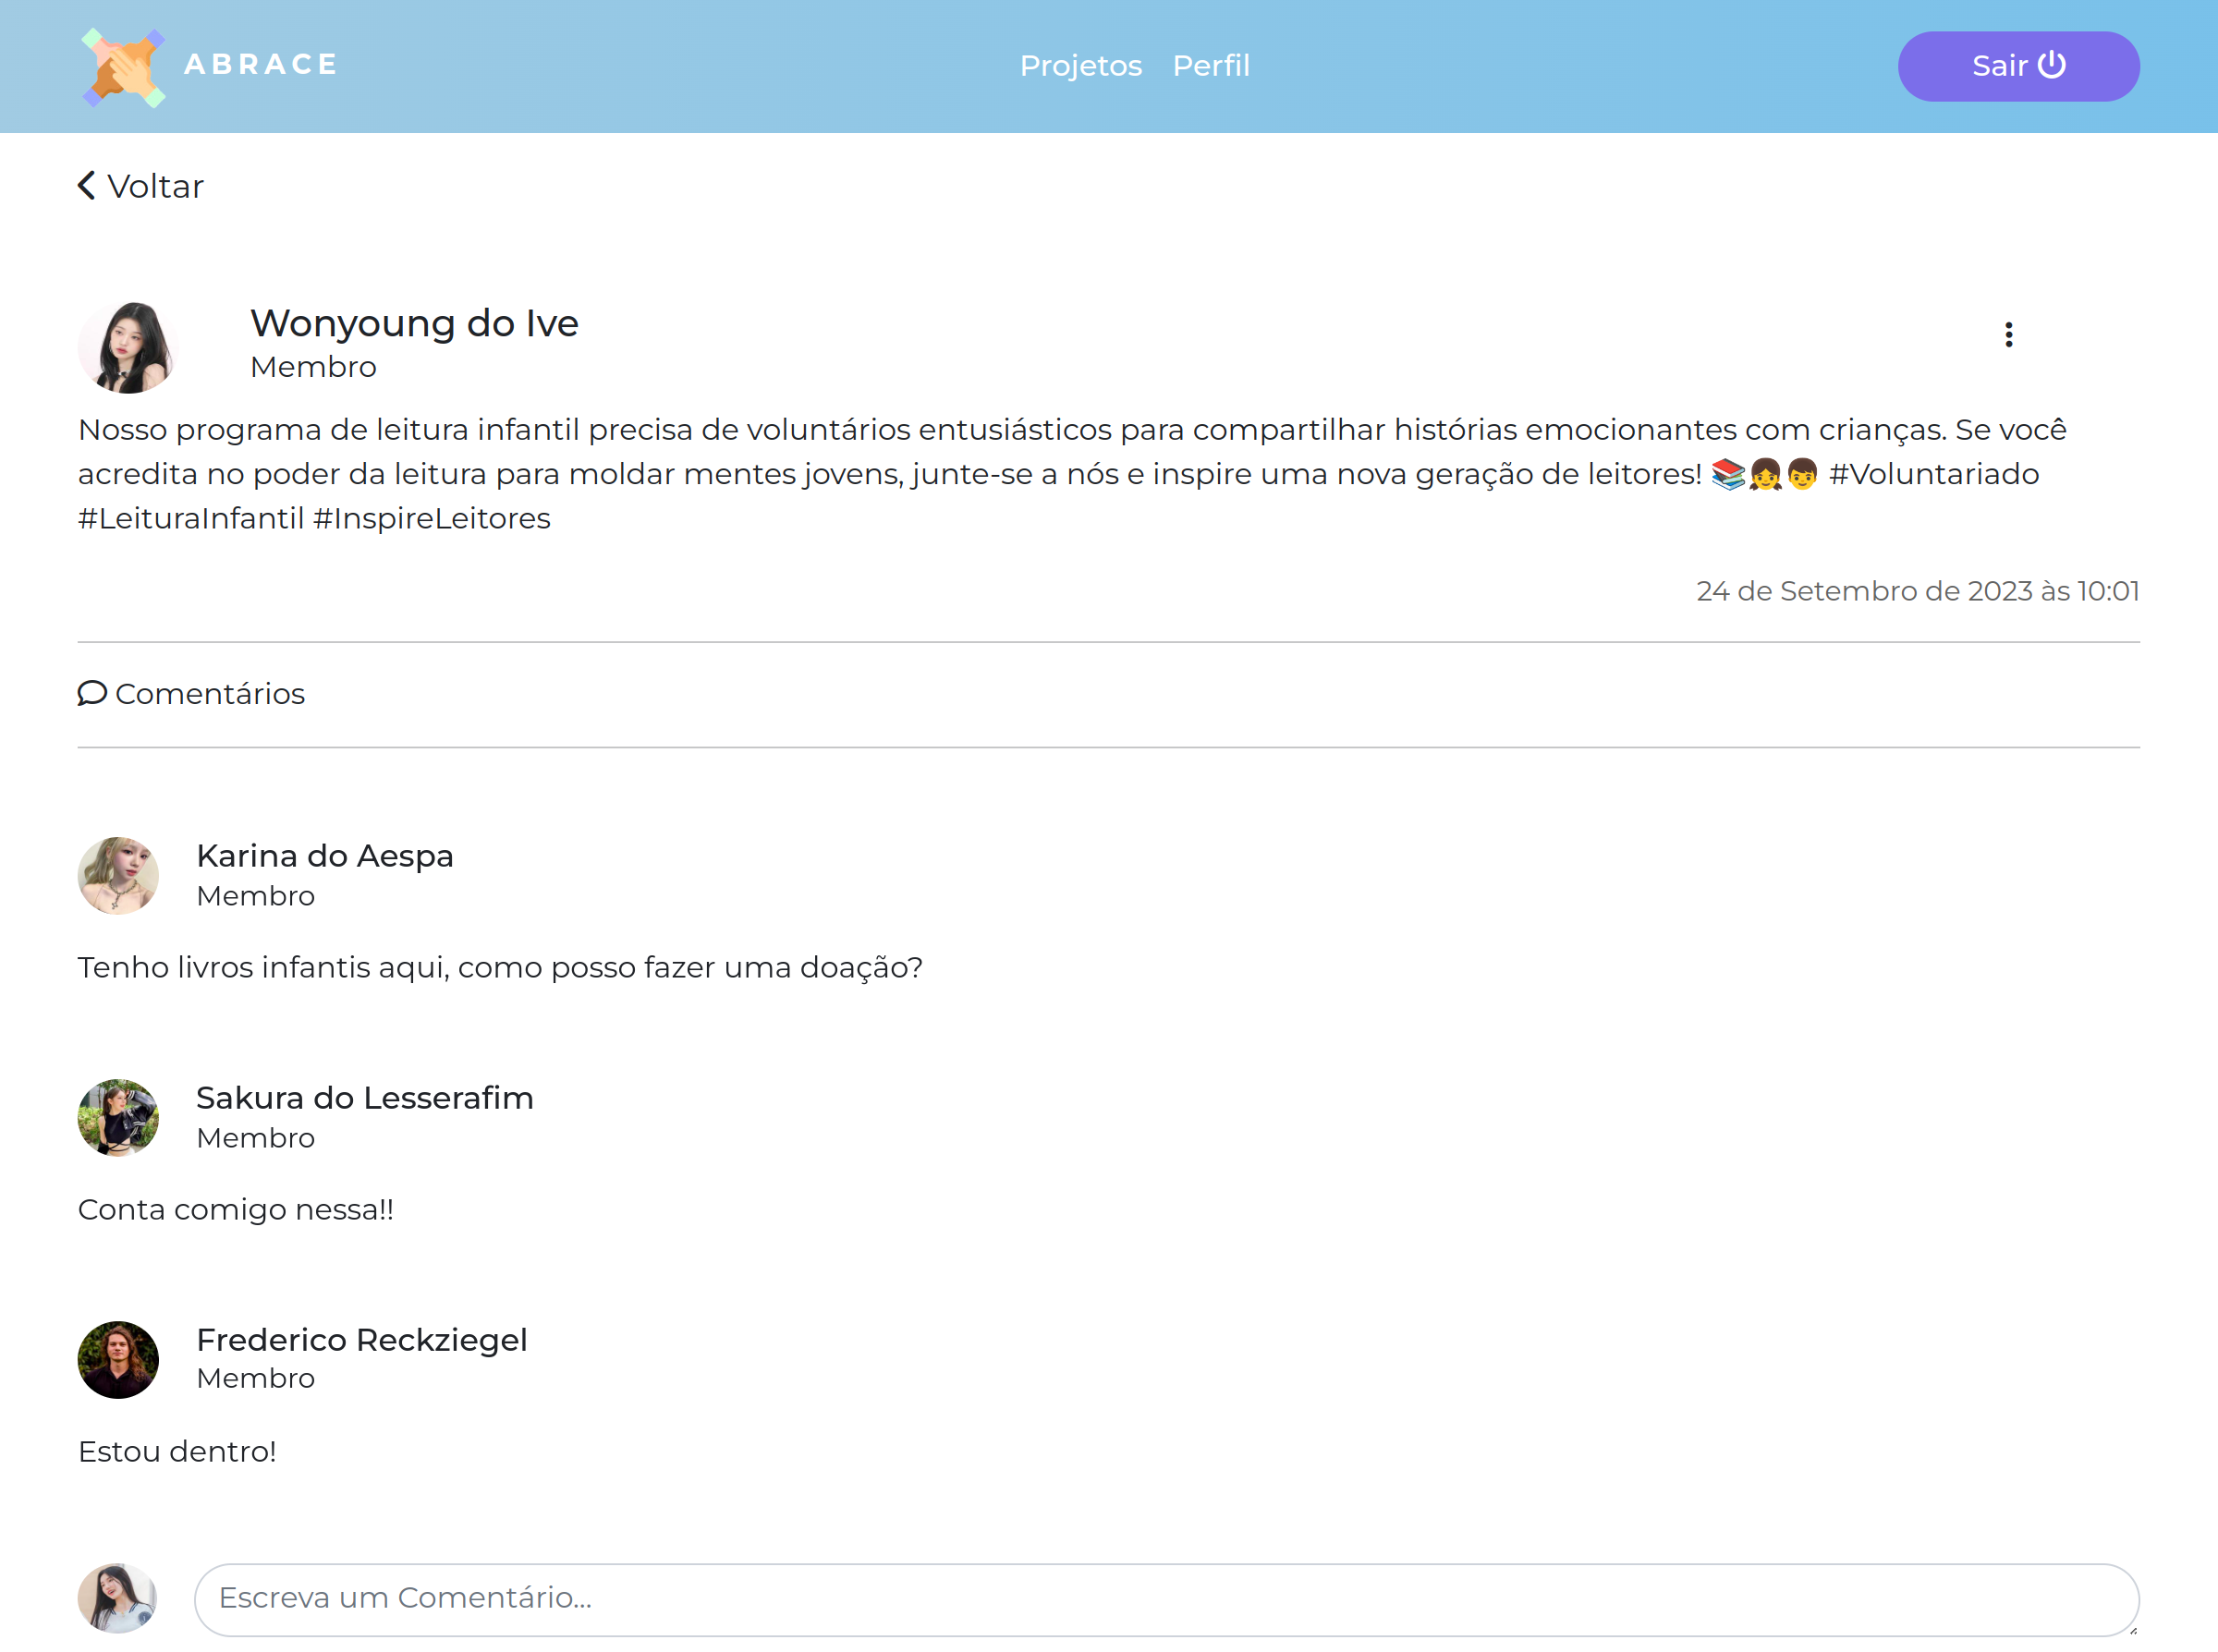 ABRACE
Projetos Perfil
Sair
Voltar
Wonyoung do Ive
Membro
Nosso programa de leitura infantil precisa de voluntários entusiásticos para compartilhar histórias emocionantes com crianças. Se você
acredita no poder da leitura para moldar mentes jovens, junte-se a nós e inspire uma nova geração de leitores! 📚👧👦 #Voluntariado
#LeituraInfantil #InspireLeitores
24 de Setembro de 2023 às 10:01
Comentários
Karina do Aespa
Membro
Tenho livros infantis aqui, como posso fazer uma doação?
Sakura do Lesserafim
Membro
Conta comigo nessa!!
Frederico Reckziegel
Membro
Estou dentro!
Escreva um Comentário...